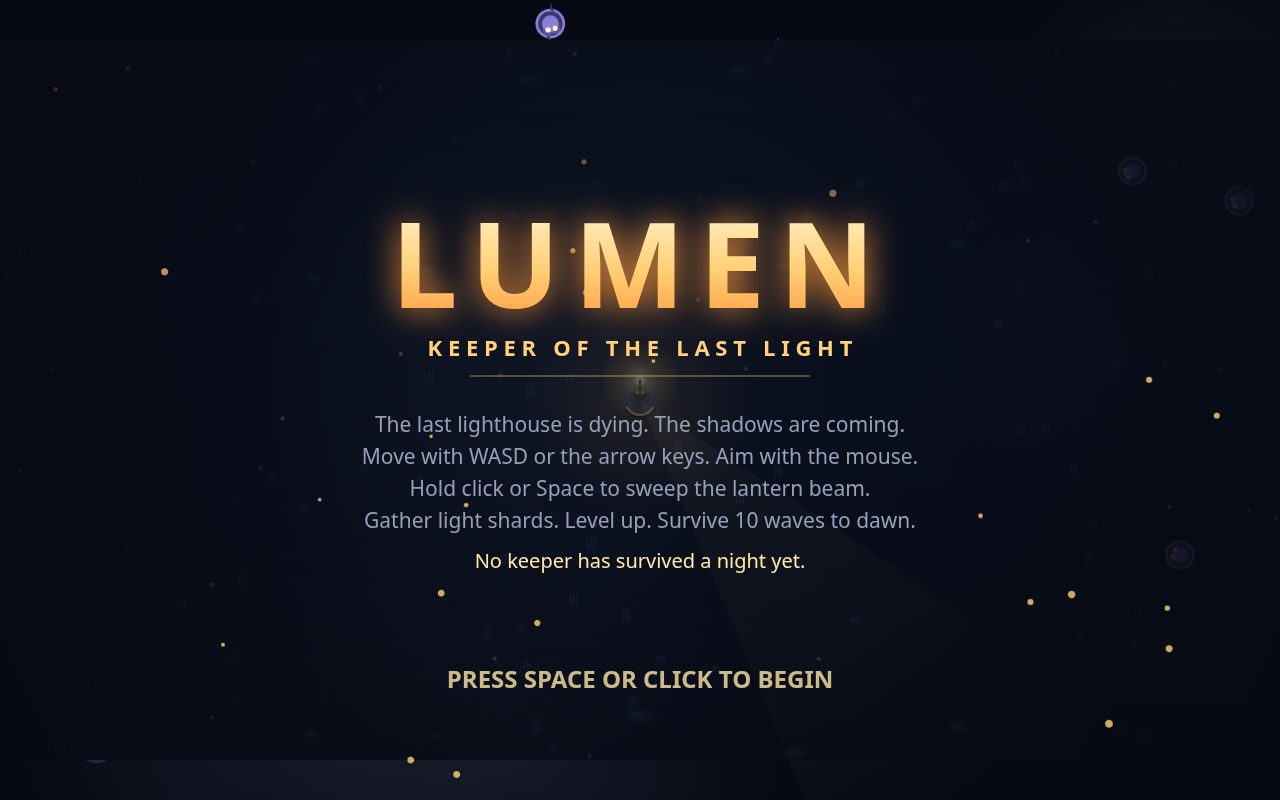 LUMEN
KEEPER OF THE LAST LIGHT
The last lighthouse is dying. The shadows are coming.
Move with WASD or the arrow keys. Aim with the mouse.
Hold click or Space to sweep the lantern beam.
Gather light shards. Level up. Survive 10 waves to dawn.
No keeper has survived a night yet.
PRESS SPACE OR CLICK TO BEGIN